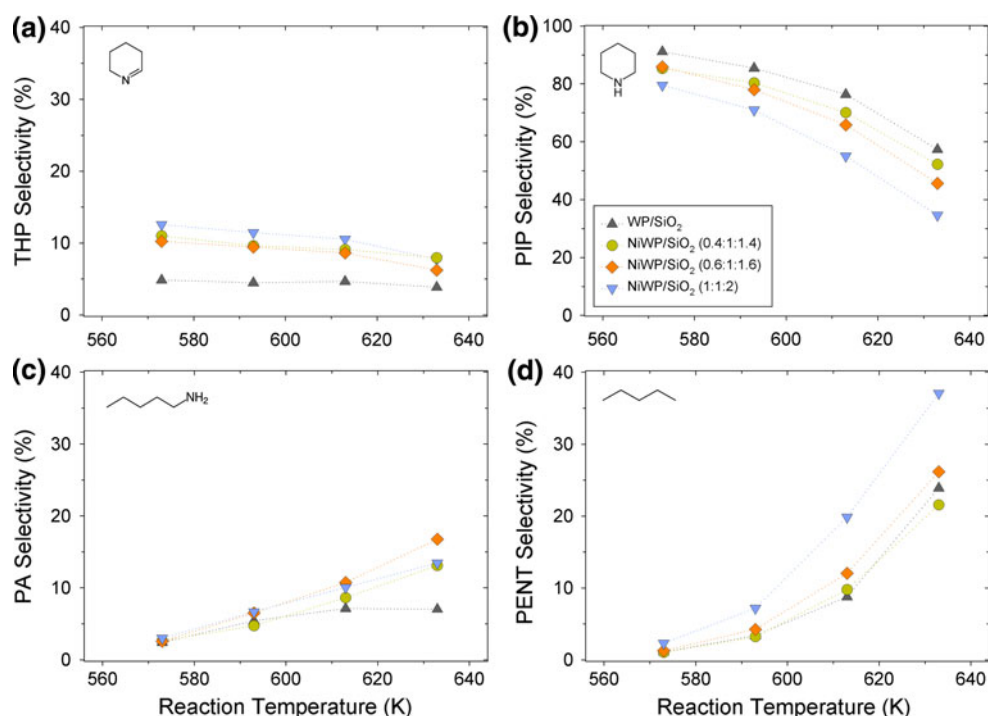 (a)
THP Selectivity (%)
40
30
20
10
0
N
560 580 600 620 640
(b)
PIP Selectivity (%)
100
80
60
40
20
0
N
H
WP/SiO₂
NiWP/SiO₂ (0.4:1:1.4)
NiWP/SiO₂ (0.6:1:1.6)
NiWP/SiO₂ (1:1:2)
560 580 600 620 640
(c)
PA Selectivity (%)
40
30
20
10
0
NH₂
560 580 600 620 640
Reaction Temperature (K)
(d)
PENT Selectivity (%)
40
30
20
10
0
560 580 600 620 640
Reaction Temperature (K)